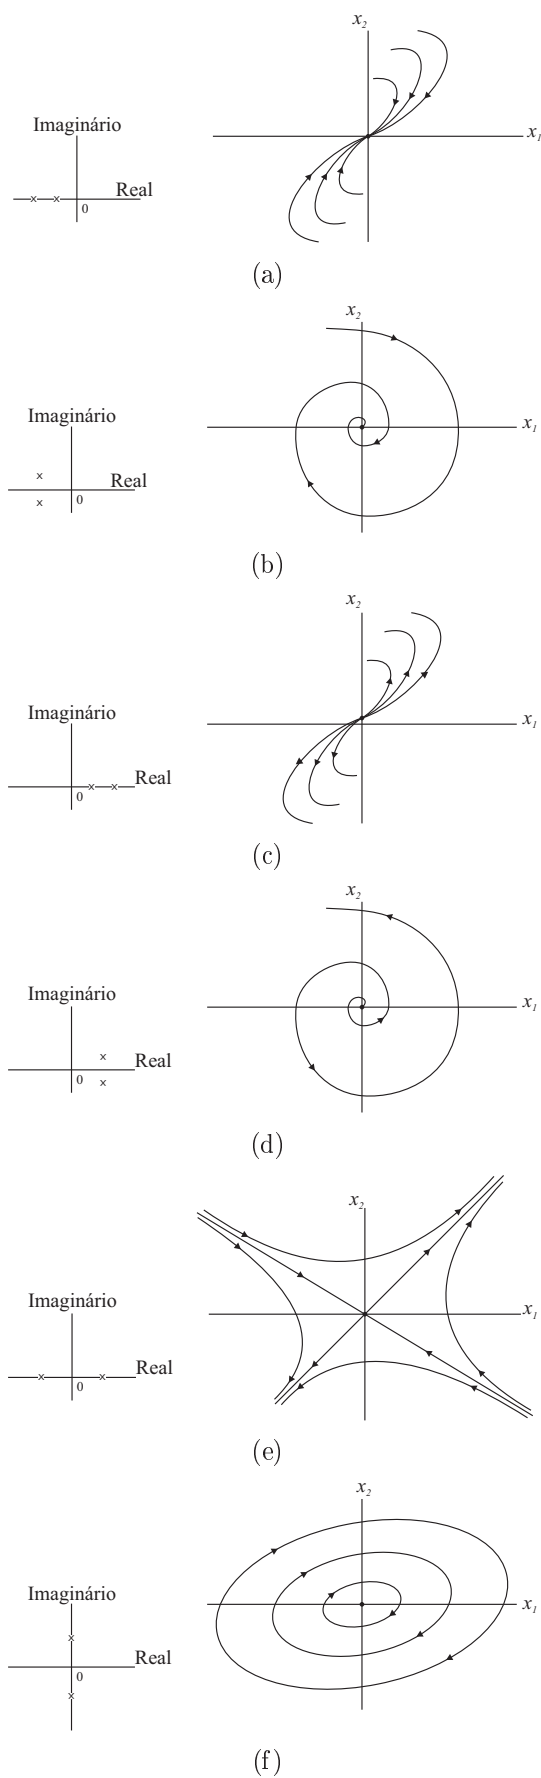 x₂
Imaginário
x₁
Real
x x
0
(a)
x₂
Imaginário
x₁
x
Real
x
0
(b)
x₂
Imaginário
x₁
Real
x x
0
(c)
x₂
Imaginário
x₁
x
Real
0
x
(d)
x₂
Imaginário
x₁
Real
x x
0
(e)
x₂
Imaginário
x₁
x
Real
0
x
(f)